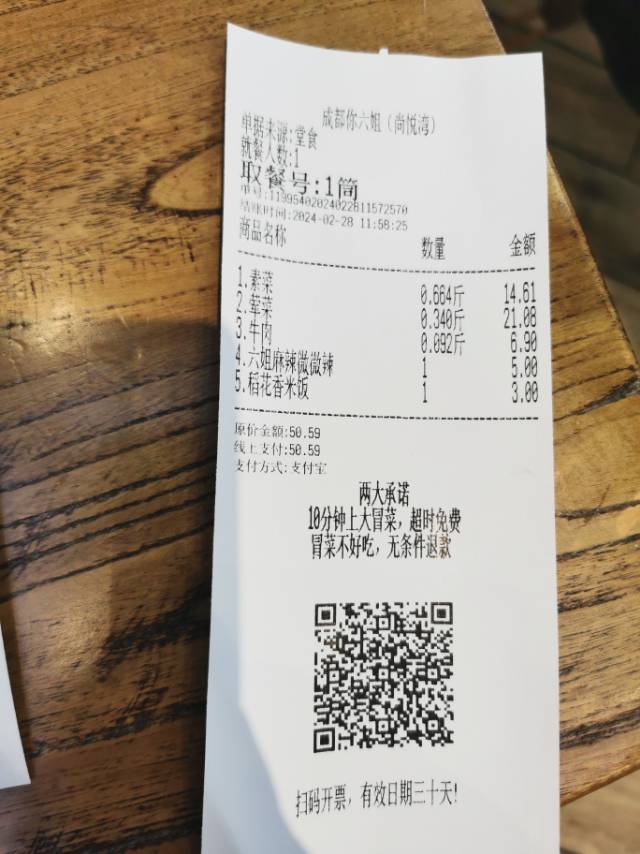 成都你六姐（尚悦湾）
单据来源:堂食
就餐人数:1
取餐号:1筒
单号:11995402024022811572570
结账时间:2024-02-28 11:58:25
商品名称 数量 金额
1.素菜 0.664斤 14.61
2.荤菜 0.340斤 21.08
3.牛肉 0.092斤 6.90
4.六姐麻辣微微辣 1 5.00
5.稻花香米饭 1 3.00
原价金额:50.59
线上支付:50.59
支付方式:支付宝
两大承诺
10分钟上大冒菜，超时免费
冒菜不好吃，无条件退款
扫码开票，有效日期三十天!